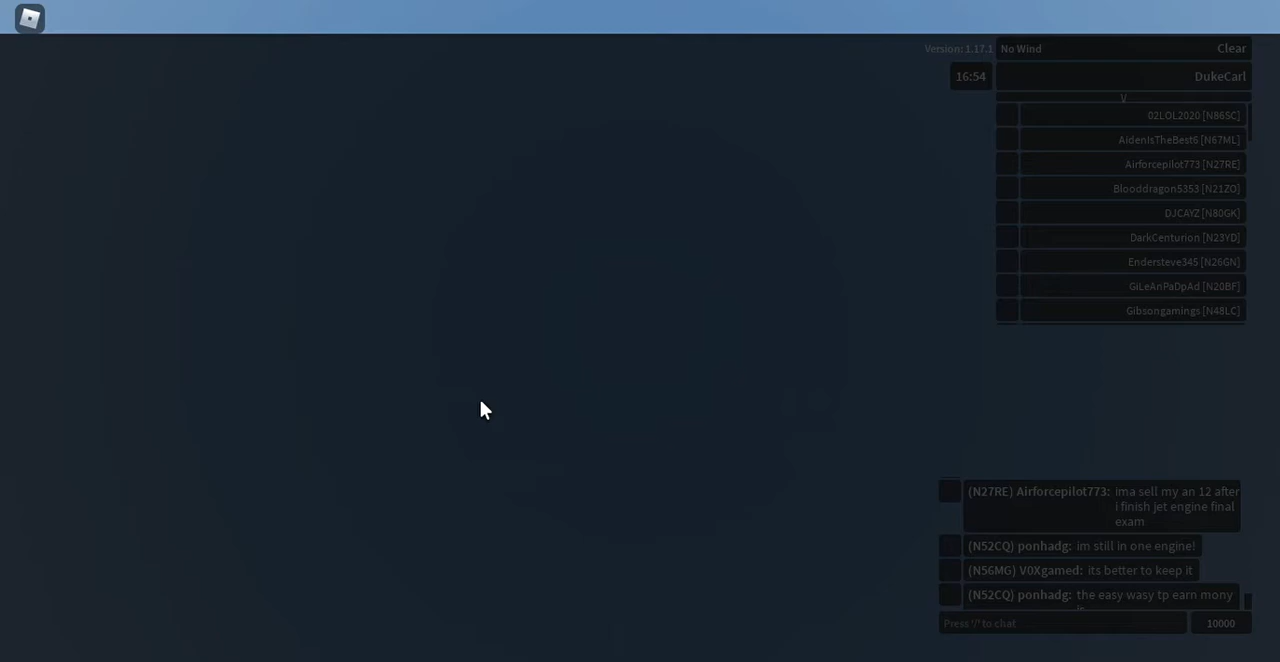 Version: 1.17.1
No Wind
Clear
16:54
DukeCarl
V
02LOL2020 [N86SC]
AidenIsTheBest6 [N67ML]
Airforcepilot773 [N27RE]
Blooddragon5353 [N21ZO]
DJCAYZ [N80GK]
DarkCenturion [N23YD]
Endersteve345 [N26GN]
GiLeAnPaDpAd [N20BF]
Gibsongamings [N48LC]
(N27RE) Airforcepilot773: ima sell my an 12 after
i finish jet engine final
exam
(N52CQ) ponhadg: im still in one engine!
(N56MG) V0Xgamed: its better to keep it
(N52CQ) ponhadg: the easy wasy tp earn mony
Press '/' to chat
10000